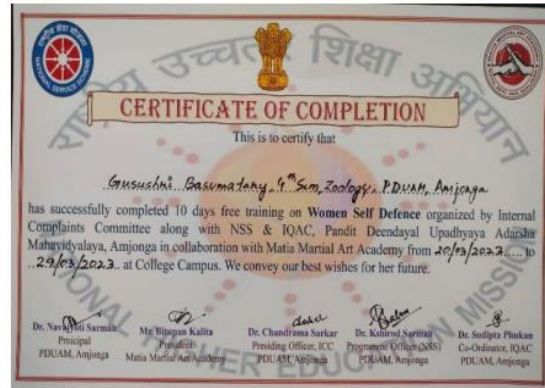 राष्ट्रीय उच्चतर शिक्षा अभियान
NATIONAL SERVICE SCHEME
CERTIFICATE OF COMPLETION
This is to certify that
Gusushri Basumatary, 4th Sem, Zoology, PDUAM, Amjonga
has successfully completed 10 days free training on Women Self Defence organized by Internal
Complaints Committee along with NSS & IQAC, Pandit Deendayal Upadhyaya Adarsha
Mahavidyalaya, Amjonga in collaboration with Matia Martial Art Academy from 20/03/2023 to
29/03/2023 at College Campus. We convey our best wishes for her future.
Dr. Navajyoti Sarman Mr. Bitupan Kalita Dr. Chandrama Sarkar Dr. Kshirod Sarman Dr. Sudipta Phukan
President Presiding Officer, ICC Programme Officer (NSS) Co-Ordinator, IQAC
PDUAM, Amjonga Matia Martial Art Academy PDUAM, Amjonga PDUAM, Amjonga PDUAM, Amjonga
NATIONAL HIGHER EDUCATION MISSION